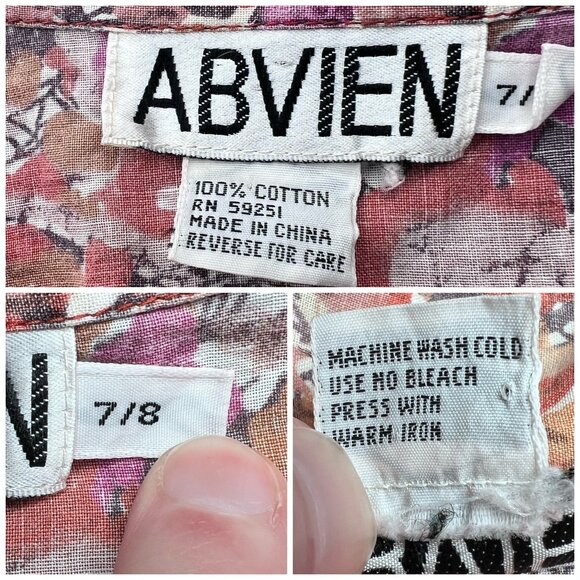 ABVIEN
7/
100% COTTON
RN 59251
MADE IN CHINA
REVERSE FOR CARE
7/8
MACHINE WASH COLD
USE NO BLEACH
PRESS WITH
WARM IRON